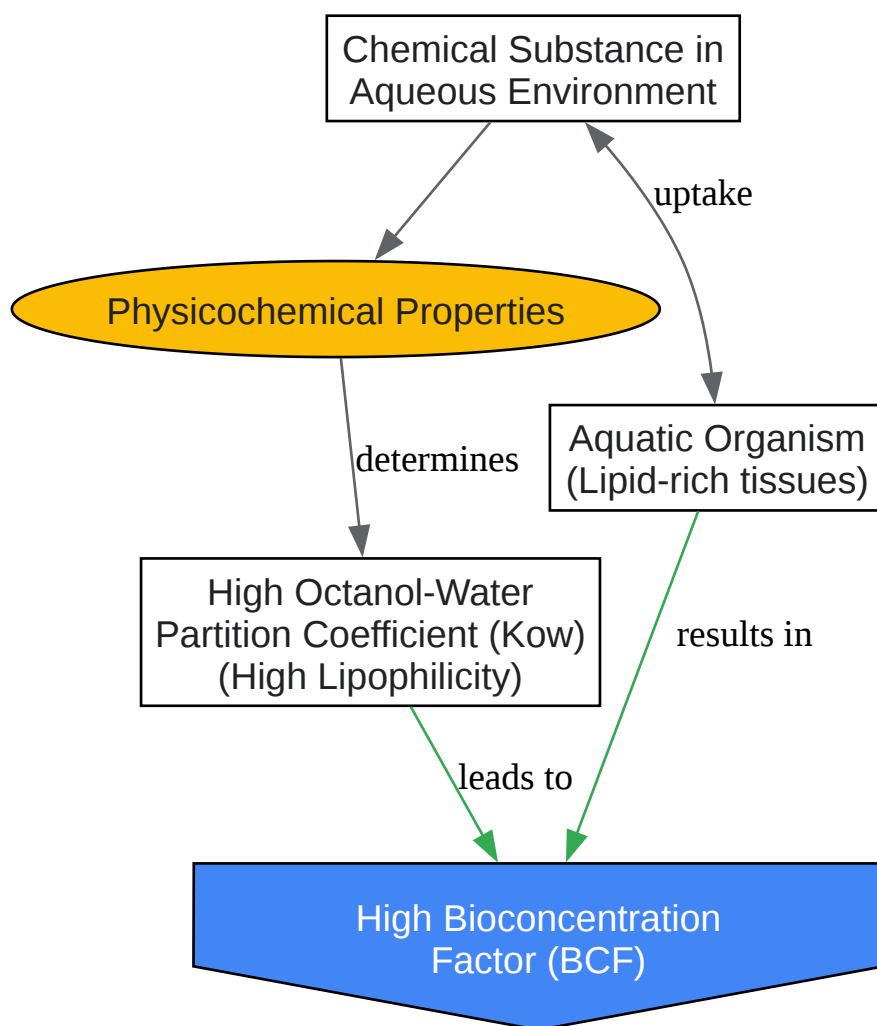 Chemical Substance in
Aqueous Environment
uptake
Physicochemical Properties
determines
Aquatic Organism
(Lipid-rich tissues)
High Octanol-Water
Partition Coefficient (Kow)
(High Lipophilicity)
results in
leads to
High Bioconcentration
Factor (BCF)